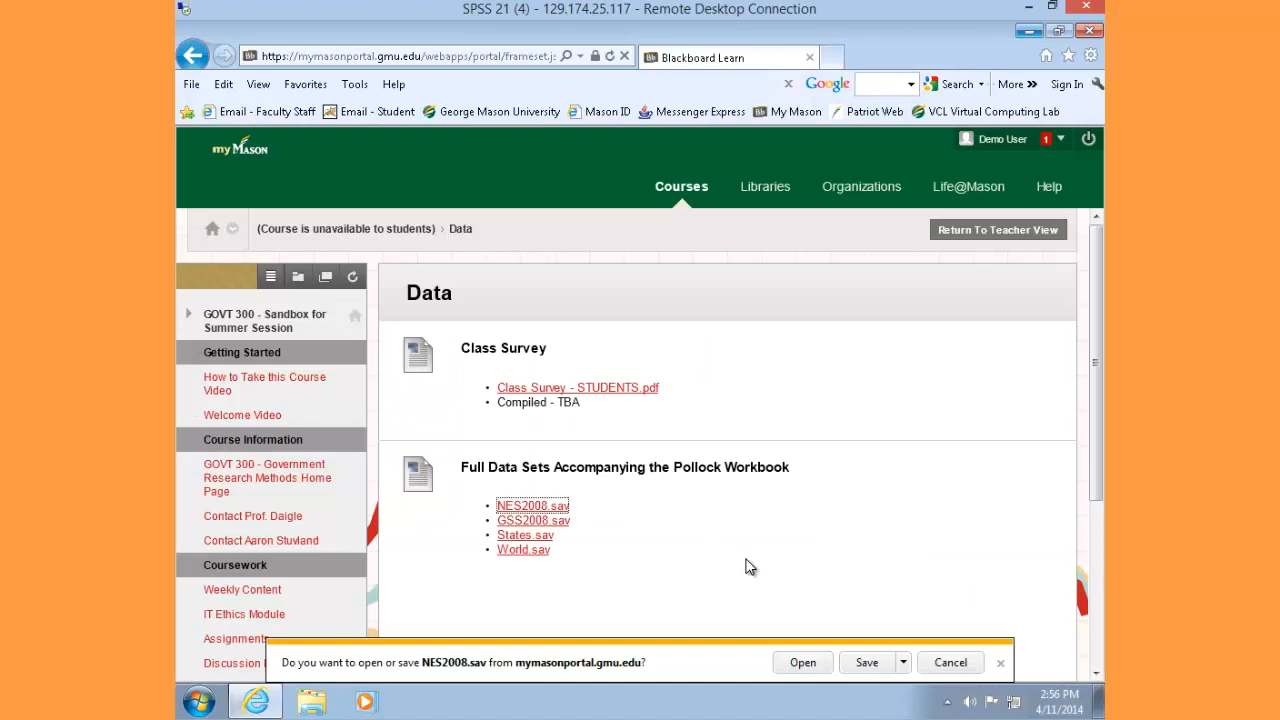 SPSS 21 (4) - 129.174.25.117 - Remote Desktop Connection
https://mymasonportal.gmu.edu/webapps/portal/frameset.j
Blackboard Learn
File Edit View Favorites Tools Help
Google Search More » Sign In
Email - Faculty Staff Email - Student George Mason University Mason ID Messenger Express My Mason Patriot Web VCL Virtual Computing Lab
my MASON
Demo User 1
Courses Libraries Organizations Life@Mason Help
(Course is unavailable to students) › Data
Return To Teacher View
GOVT 300 - Sandbox for
Summer Session
Getting Started
How to Take this Course
Video
Welcome Video
Course Information
GOVT 300 - Government
Research Methods Home
Page
Contact Prof. Daigle
Contact Aaron Stuvland
Coursework
Weekly Content
IT Ethics Module
Assignments
Discussion
Data
Class Survey
• Class Survey - STUDENTS.pdf
• Compiled - TBA
Full Data Sets Accompanying the Pollock Workbook
• NES2008.sav
• GSS2008.sav
• States.sav
• World.sav
Do you want to open or save NES2008.sav from mymasonportal.gmu.edu?
Open Save Cancel
2:56 PM
4/11/2014